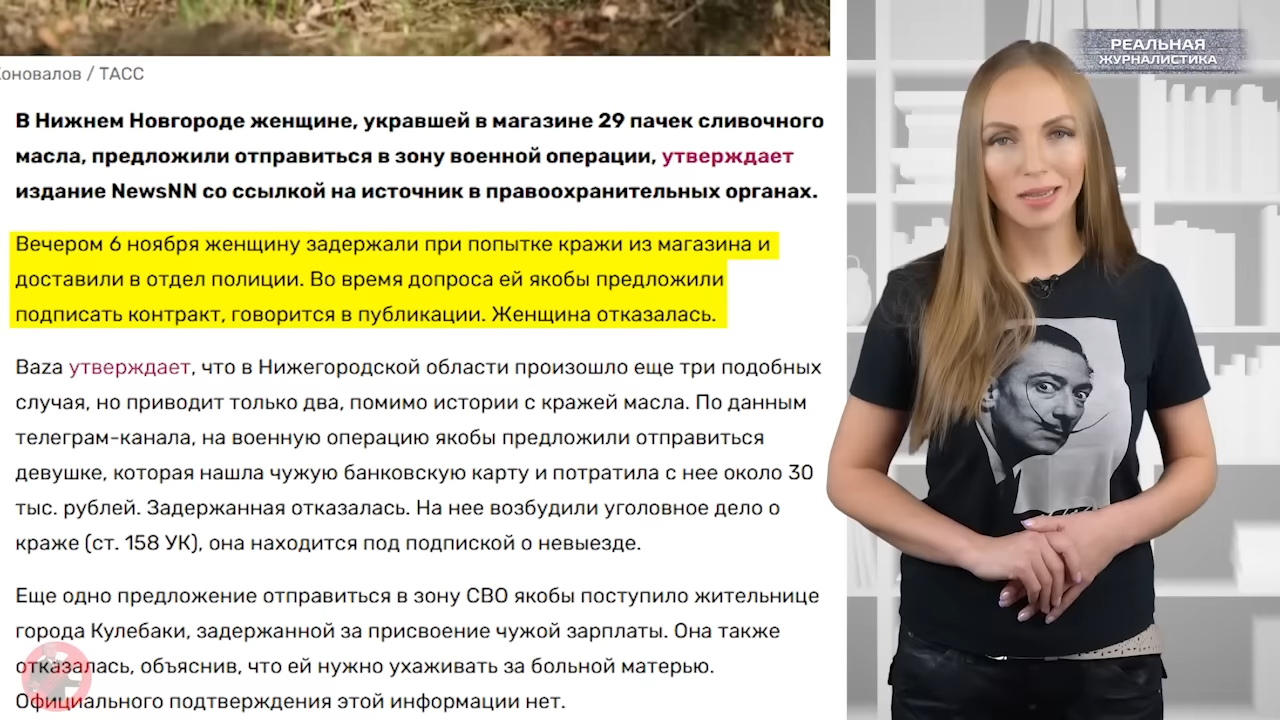 Коновалов / ТАСС
В Нижнем Новгороде женщине, укравшей в магазине 29 пачек сливочного
масла, предложили отправиться в зону военной операции, утверждает
издание NewsNN со ссылкой на источник в правоохранительных органах.
Вечером 6 ноября женщину задержали при попытке кражи из магазина и
доставили в отдел полиции. Во время допроса ей якобы предложили
подписать контракт, говорится в публикации. Женщина отказалась.
Baza утверждает, что в Нижегородской области произошло еще три подобных
случая, но приводит только два, помимо истории с кражей масла. По данным
телеграм-канала, на военную операцию якобы предложили отправиться
девушке, которая нашла чужую банковскую карту и потратила с нее около 30
тыс. рублей. Задержанная отказалась. На нее возбудили уголовное дело о
краже (ст. 158 УК), она находится под подпиской о невыезде.
Еще одно предложение отправиться в зону СВО якобы поступило жительнице
города Кулебаки, задержанной за присвоение чужой зарплаты. Она также
отказалась, объяснив, что ей нужно ухаживать за больной матерью.
Официального подтверждения этой информации нет.
РЕАЛЬНАЯ
ЖУРНАЛИСТИКА